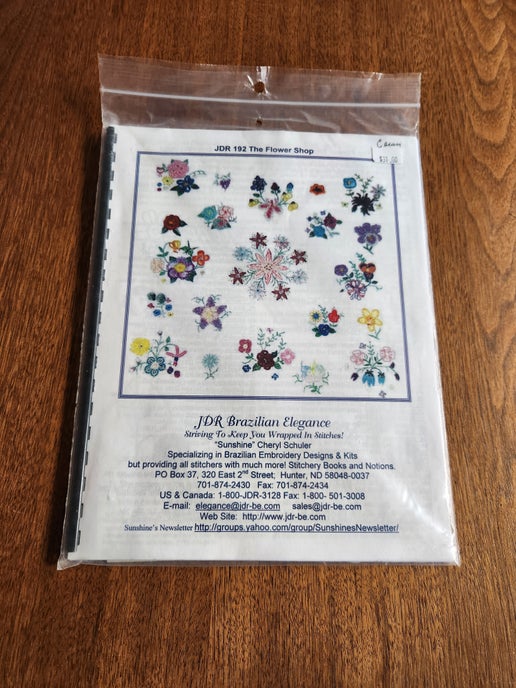 JDR 192 The Flower Shop
Cream
$35.00
JDR Brazilian Elegance
Striving To Keep You Wrapped In Stitches!
"Sunshine" Cheryl Schuler
Specializing in Brazilian Embroidery Designs & Kits
but providing all stitchers with much more! Stitchery Books and Notions.
PO Box 37, 320 East 2nd Street; Hunter, ND 58048-0037
701-874-2430 Fax: 701-874-2434
US & Canada: 1-800-JDR-3128 Fax: 1-800- 501-3008
E-mail: elegance@jdr-be.com sales@jdr-be.com
Web Site: http://www.jdr-be.com
Sunshine's Newsletter http://groups.yahoo.com/group/SunshinesNewsletter/